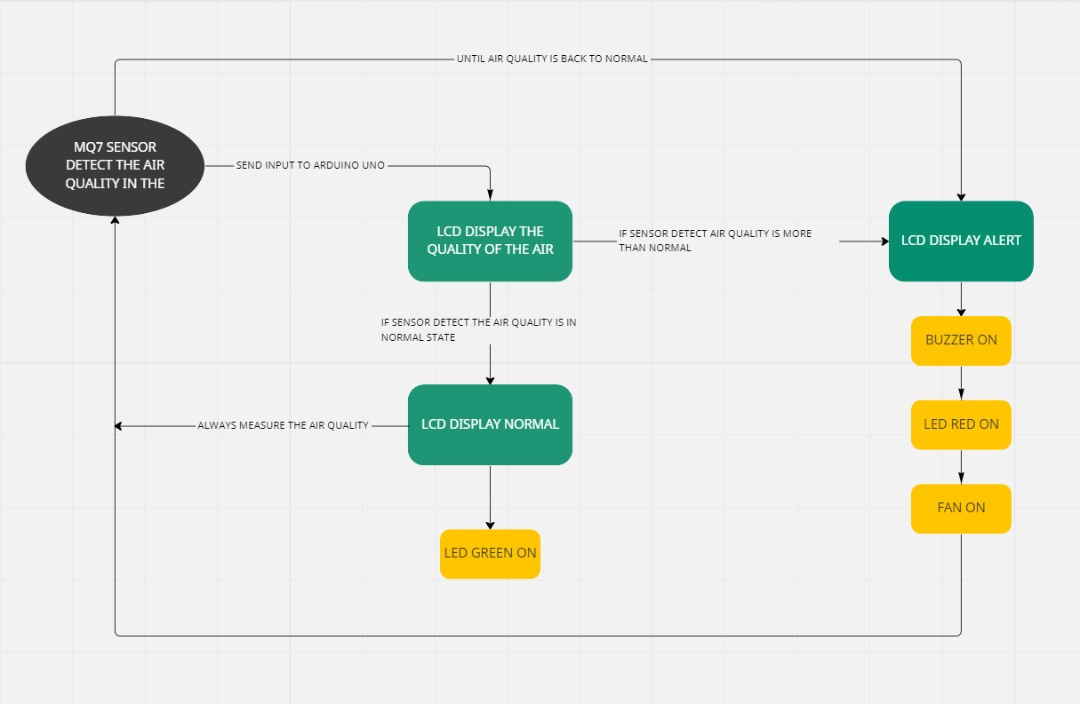 UNTIL AIR QUALITY IS BACK TO NORMAL
MQ7 SENSOR
DETECT THE AIR
QUALITY IN THE
SEND INPUT TO ARDUINO UNO
LCD DISPLAY THE
QUALITY OF THE AIR
IF SENSOR DETECT AIR QUALITY IS MORE
THAN NORMAL
LCD DISPLAY ALERT
IF SENSOR DETECT THE AIR QUALITY IS IN
NORMAL STATE
BUZZER ON
LCD DISPLAY NORMAL
ALWAYS MEASURE THE AIR QUALITY
LED RED ON
FAN ON
LED GREEN ON